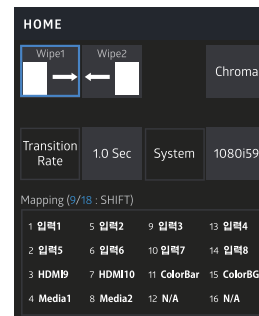 HOME
Wipe1 Wipe2
Chroma
Transition Rate 1.0 Sec System 1080i59
Mapping (9/18 : SHIFT)
1 입력1 5 입력2 9 입력3 13 입력4
2 입력5 6 입력6 10 입력7 14 입력8
3 HDMI9 7 HDMI10 11 ColorBar 15 ColorBG
4 Media1 8 Media2 12 N/A 16 N/A